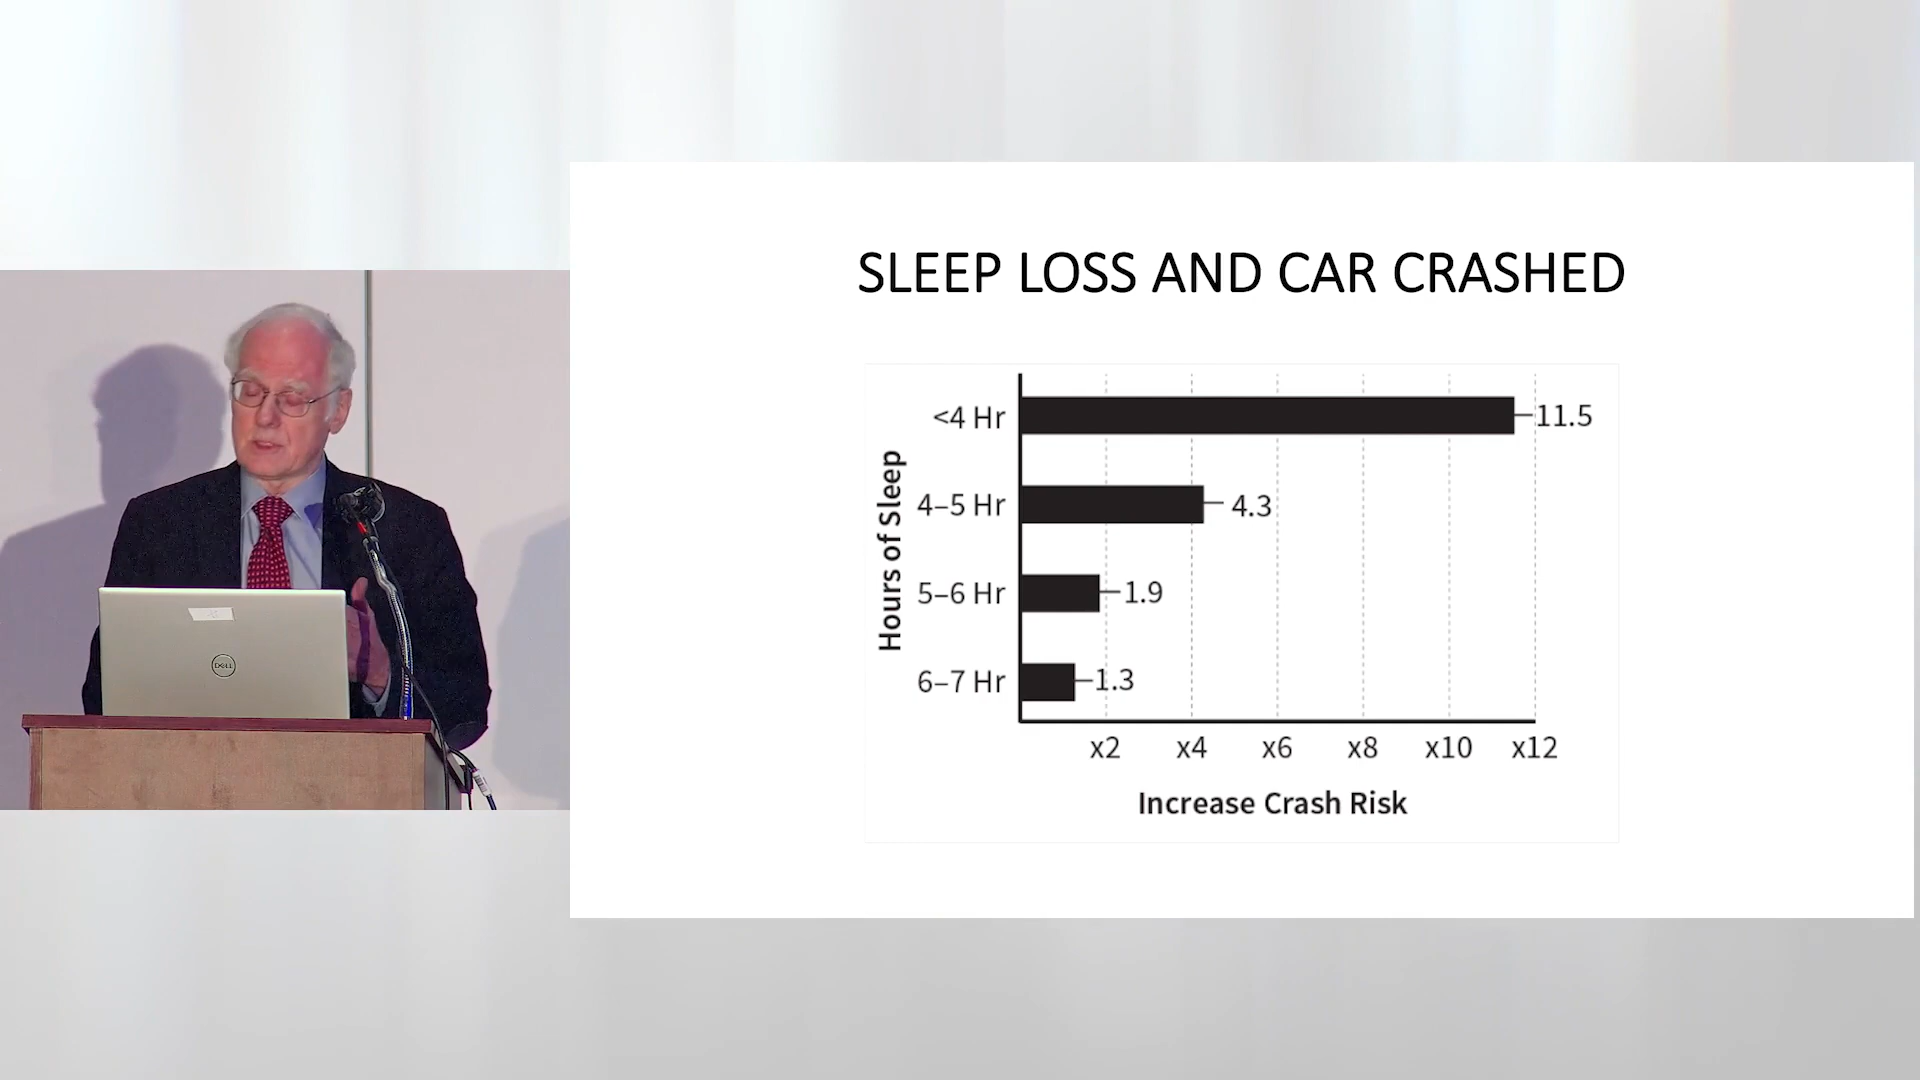 SLEEP LOSS AND CAR CRASHED
Hours of Sleep
<4 Hr 11.5
4–5 Hr 4.3
5–6 Hr 1.9
6–7 Hr 1.3
x2 x4 x6 x8 x10 x12
Increase Crash Risk
DELL